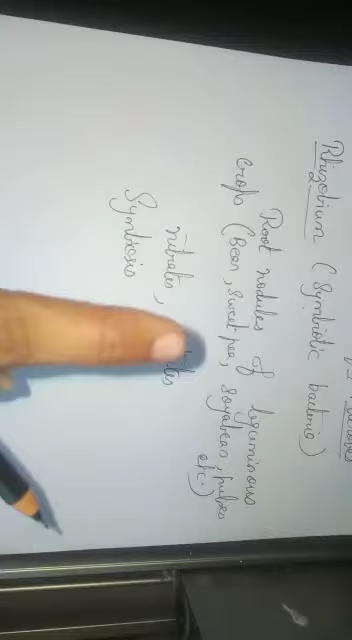 Rhizobium (Symbiotic bacteria)
Root nodules of leguminous
crops (Bean, sweet pea, soyabean, pulses
etc.)
nitrates,
Symbiosis